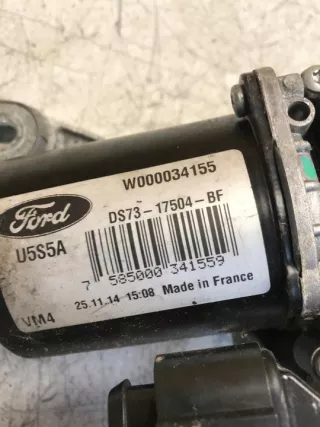 W000034155
Ford
DS73-17504-BF
U5S5A
7 585000 341559
25.11.14 15:08 Made in France
VM4